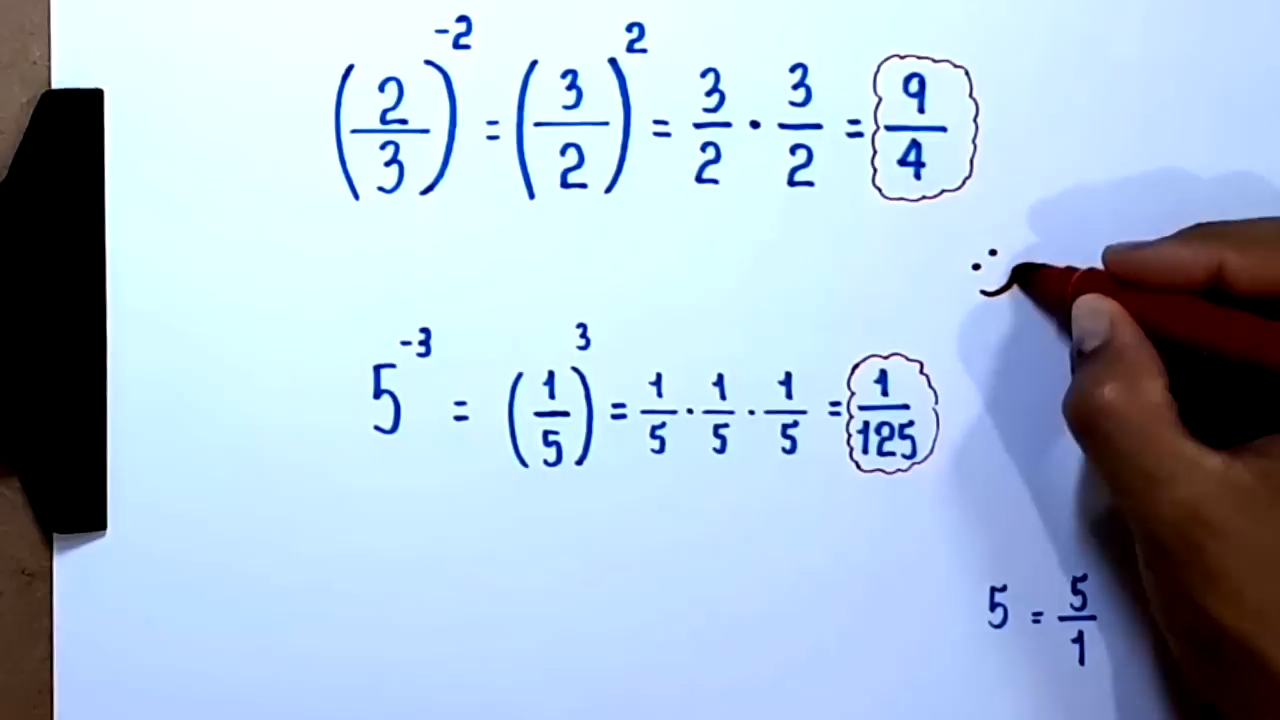 (2/3)^-2 = (3/2)^2 = 3/2 · 3/2 = 9/4
5^-3 = (1/5)^3 = 1/5 · 1/5 · 1/5 = 1/125
5 = 5/1